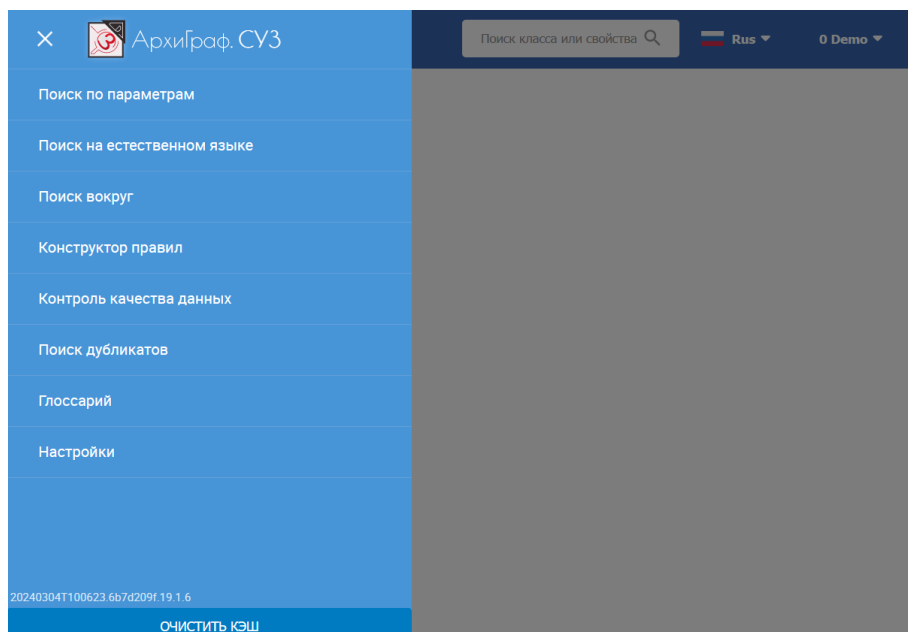 АрхиГраф. СУЗ
Поиск класса или свойства
Rus
0 Demo
Поиск по параметрам
Поиск на естественном языке
Поиск вокруг
Конструктор правил
Контроль качества данных
Поиск дубликатов
Глоссарий
Настройки
20240304T100623.6b7d209f.19.1.6
ОЧИСТИТЬ КЭШ